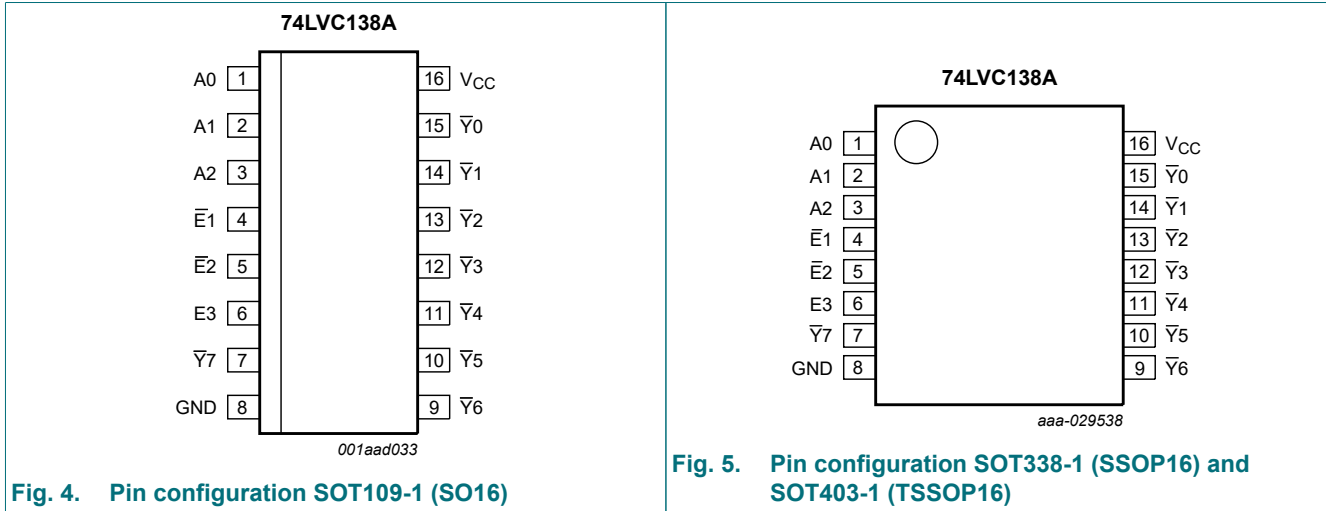 74LVC138A
A0 1 16 VCC
A1 2 15 Y̅0
A2 3 14 Y̅1
E̅1 4 13 Y̅2
E̅2 5 12 Y̅3
E3 6 11 Y̅4
Y̅7 7 10 Y̅5
GND 8 9 Y̅6
001aad033
Fig. 4. Pin configuration SOT109-1 (SO16)
74LVC138A
A0 1 16 VCC
A1 2 15 Y̅0
A2 3 14 Y̅1
E̅1 4 13 Y̅2
E̅2 5 12 Y̅3
E3 6 11 Y̅4
Y̅7 7 10 Y̅5
GND 8 9 Y̅6
aaa-029538
Fig. 5. Pin configuration SOT338-1 (SSOP16) and
SOT403-1 (TSSOP16)